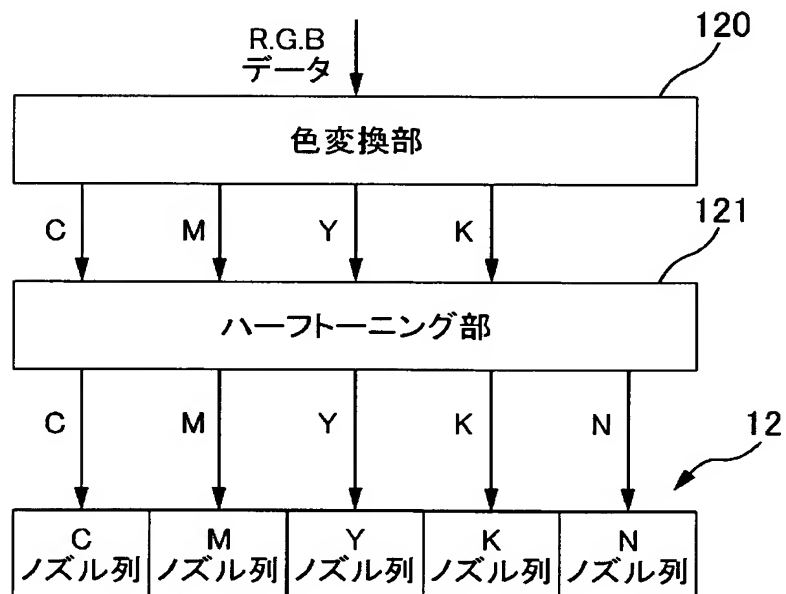 R.G.B
データ
120
色変換部
C M Y K
121
ハーフトーニング部
C M Y K N
12
C M Y K N
ノズル列 ノズル列 ノズル列 ノズル列 ノズル列